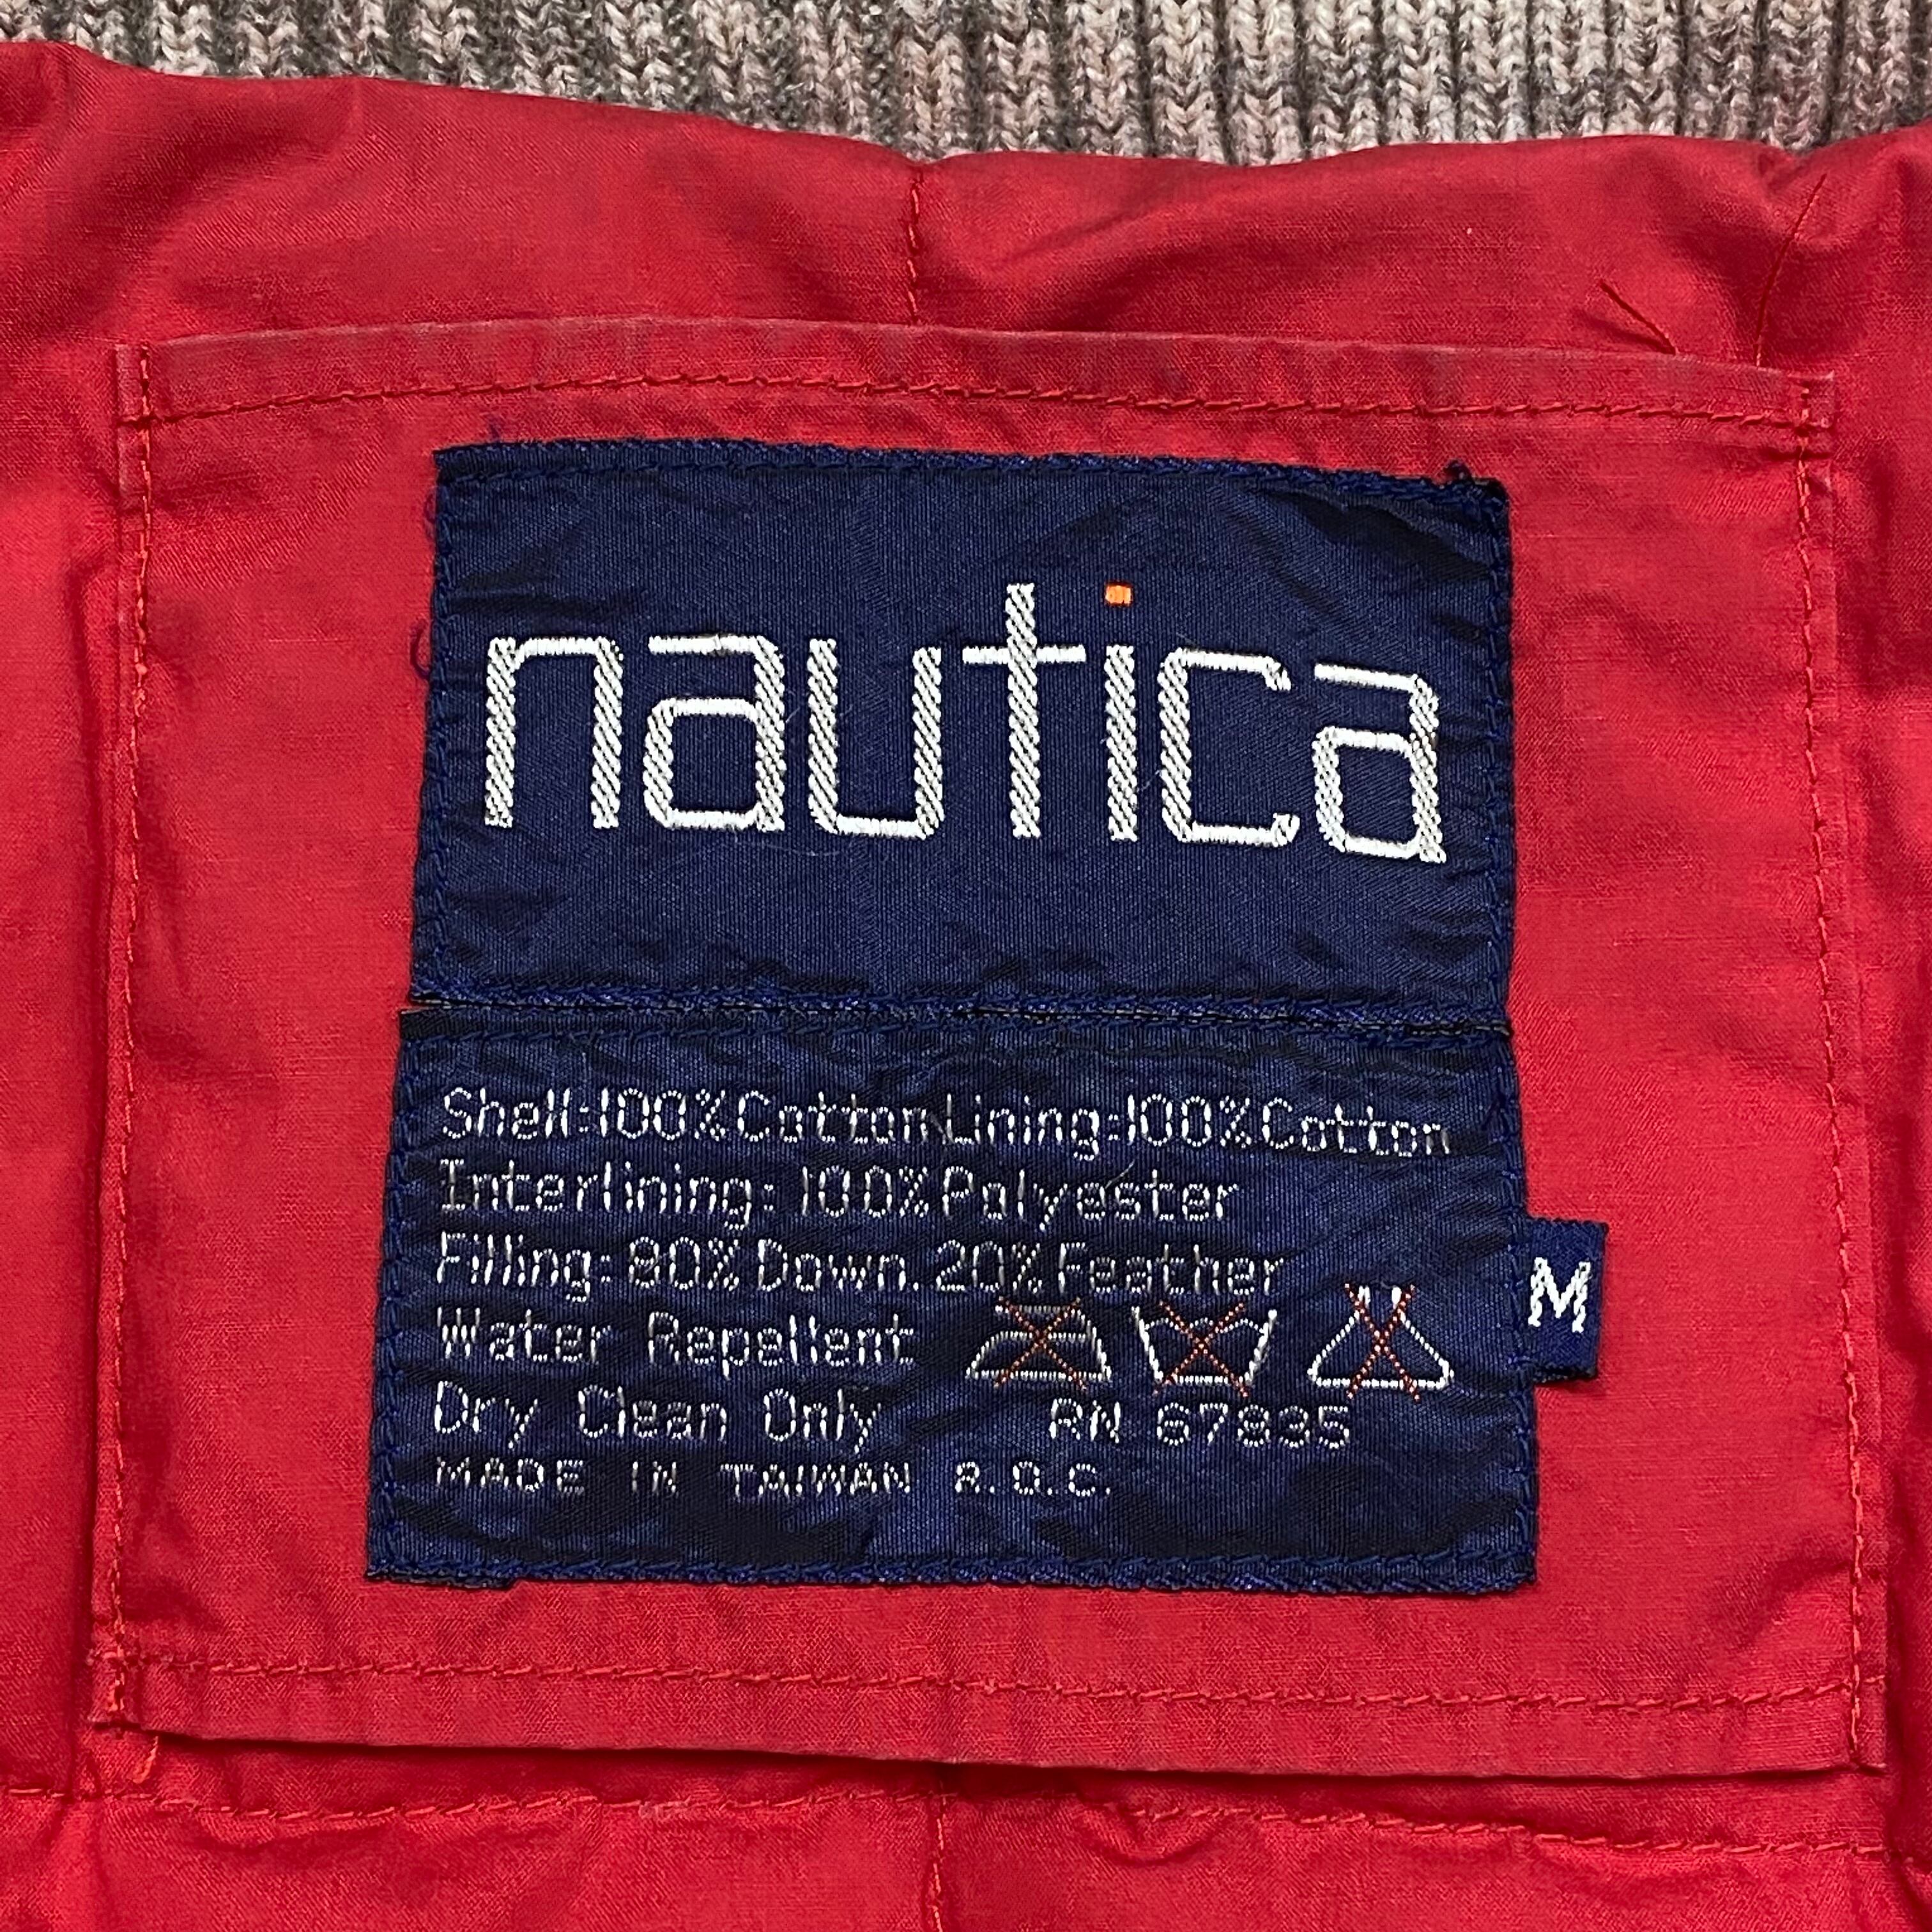 nautica
Shell:100%Cotton Lining:100%Cotton
Interlining: 100%Polyester
Filling: 80% Down. 20% Feather
Water Repellent
M
Dry Clean Only RN 67835
MADE IN TAIWAN R.O.C.